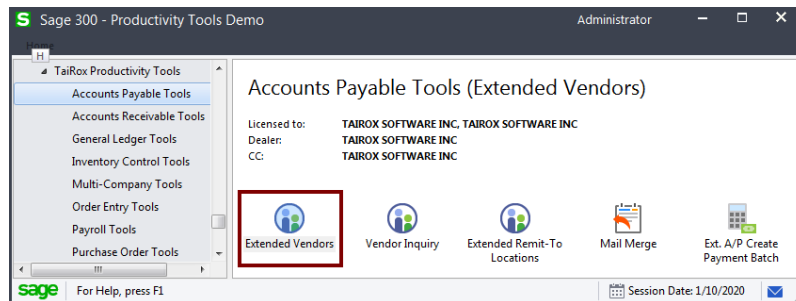 S Sage 300 - Productivity Tools Demo Administrator
Home
H
TaiRox Productivity Tools
Accounts Payable Tools
Accounts Receivable Tools
General Ledger Tools
Inventory Control Tools
Multi-Company Tools
Order Entry Tools
Payroll Tools
Purchase Order Tools
Accounts Payable Tools (Extended Vendors)
Licensed to: TAIROX SOFTWARE INC, TAIROX SOFTWARE INC
Dealer: TAIROX SOFTWARE INC
CC: TAIROX SOFTWARE INC
Extended Vendors
Vendor Inquiry
Extended Remit-To
Locations
Mail Merge
Ext. A/P Create
Payment Batch
sage For Help, press F1 Session Date: 1/10/2020